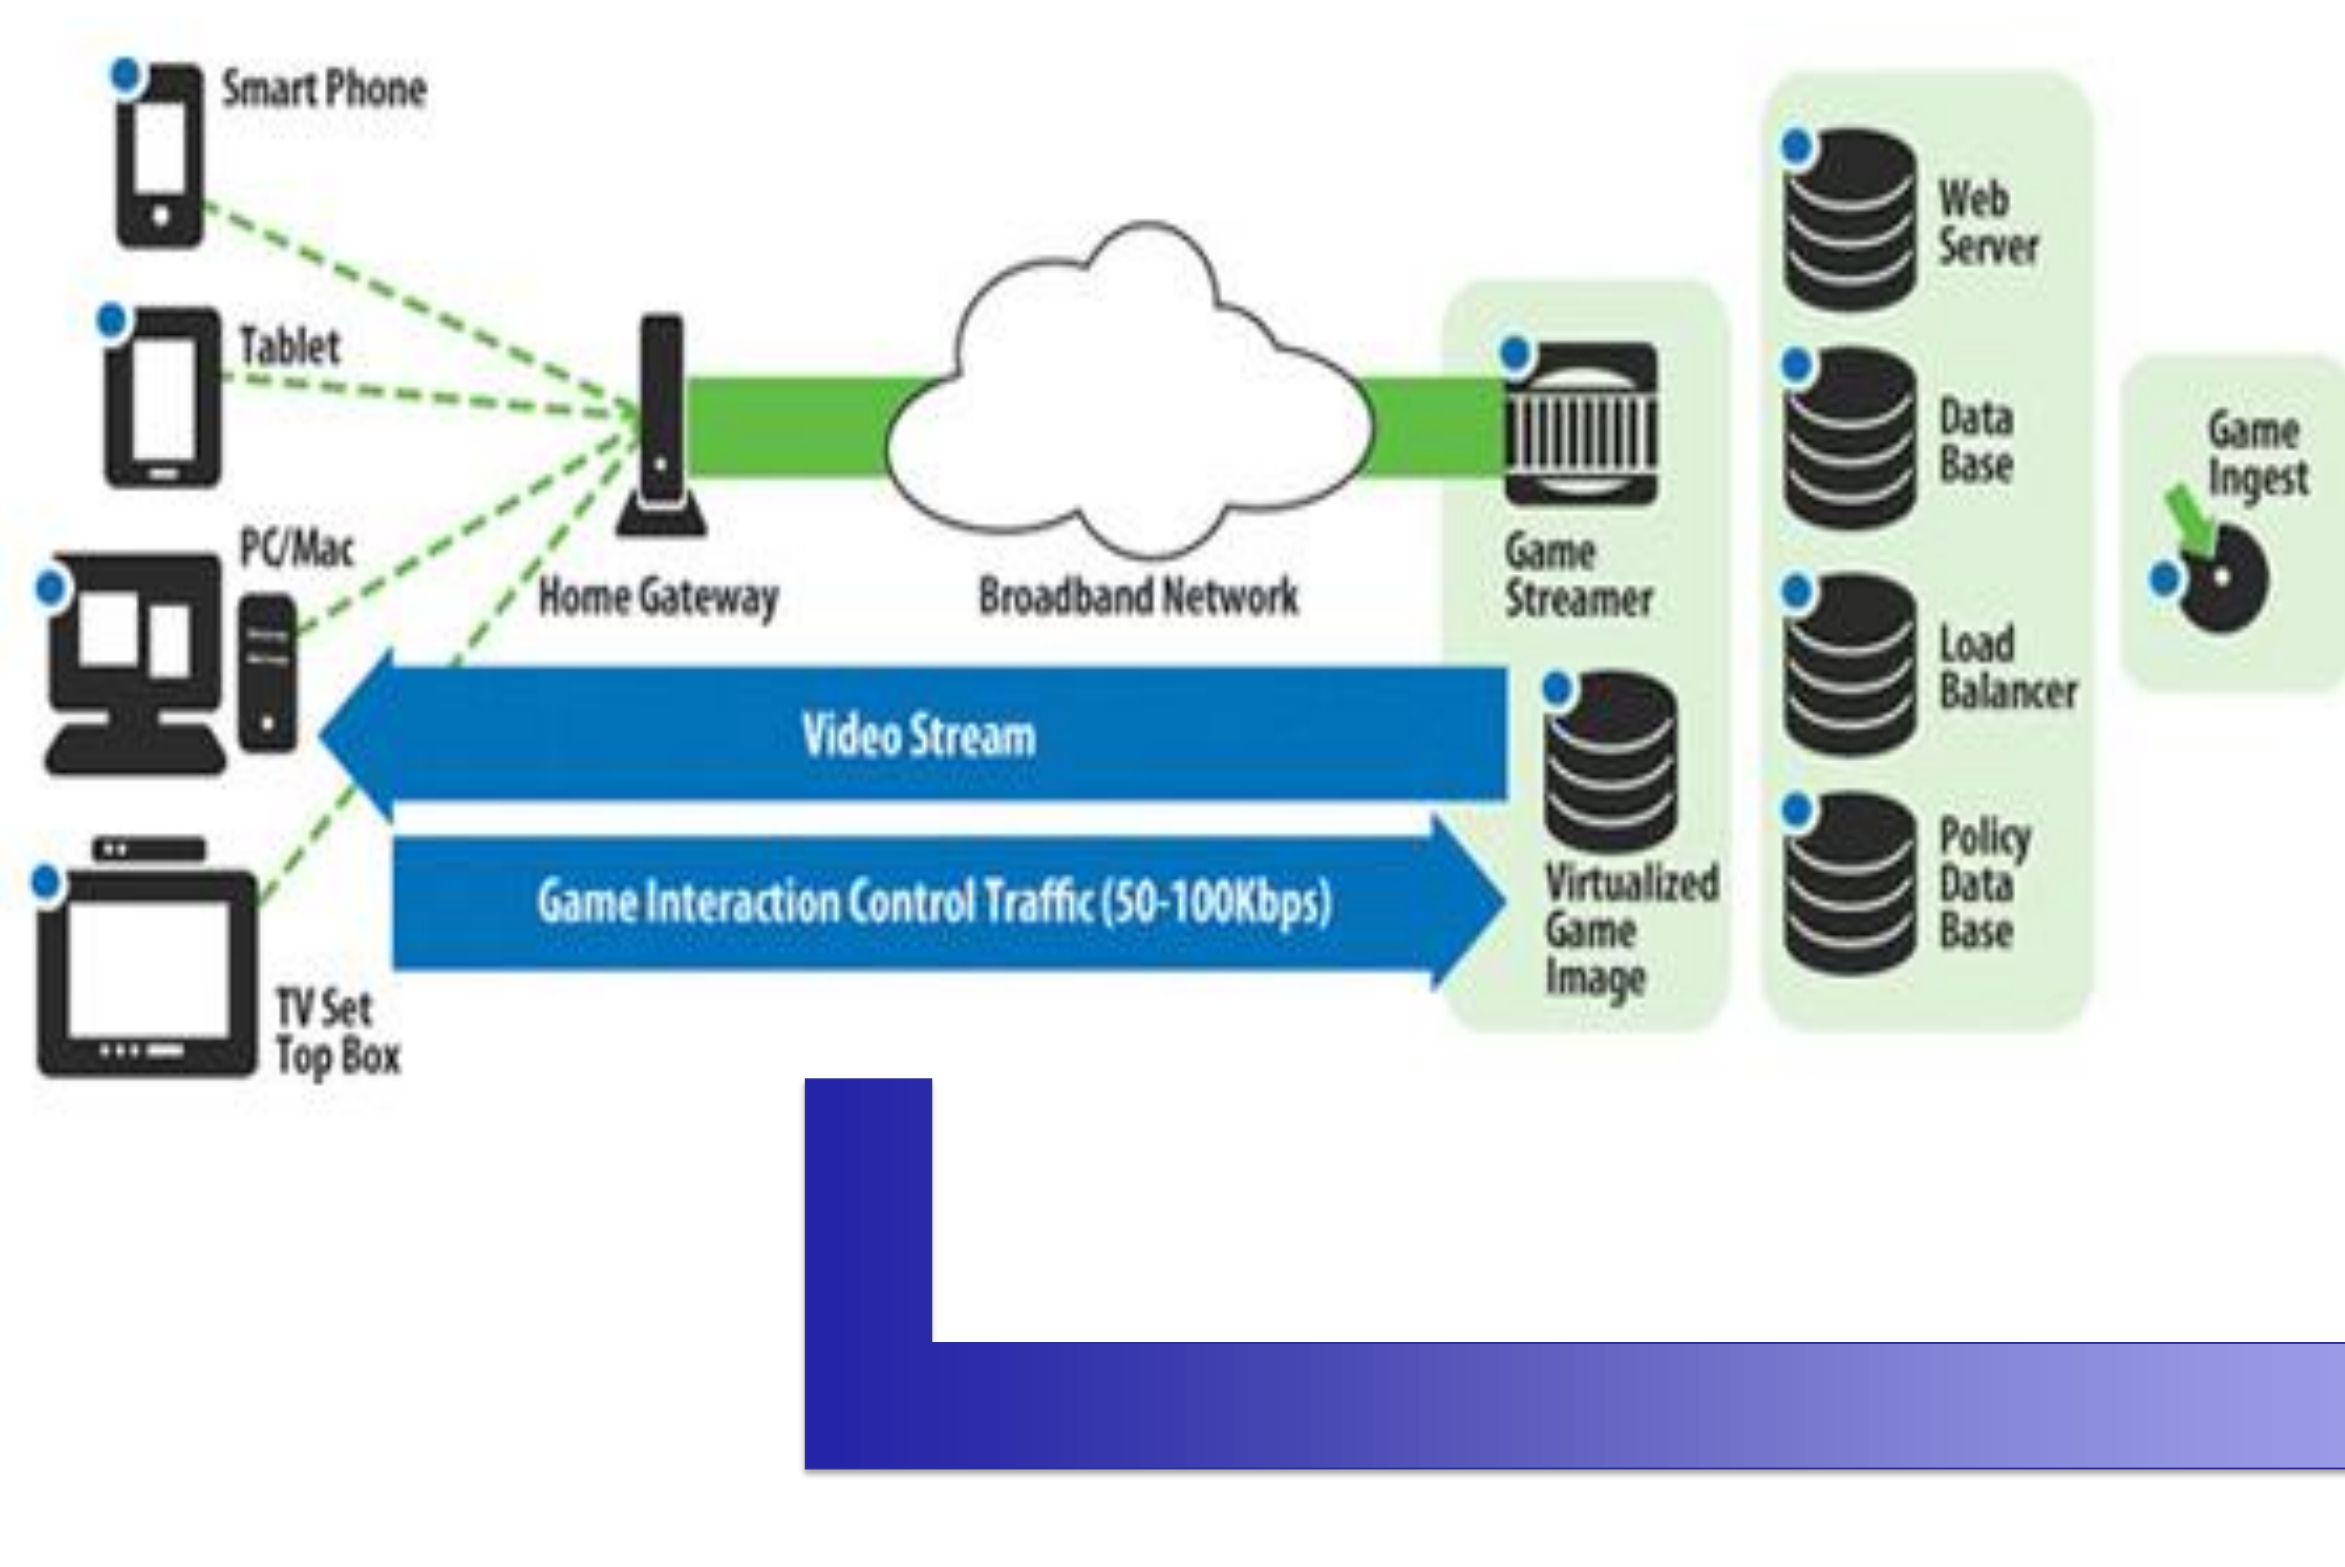 Smart Phone
Tablet
PC/Mac
TV Set
Top Box
Home Gateway
Broadband Network
Video Stream
Game Interaction Control Traffic (50-100Kbps)
Game
Streamer
Virtualized
Game
Image
Web
Server
Data
Base
Load
Balancer
Policy
Data
Base
Game
Ingest